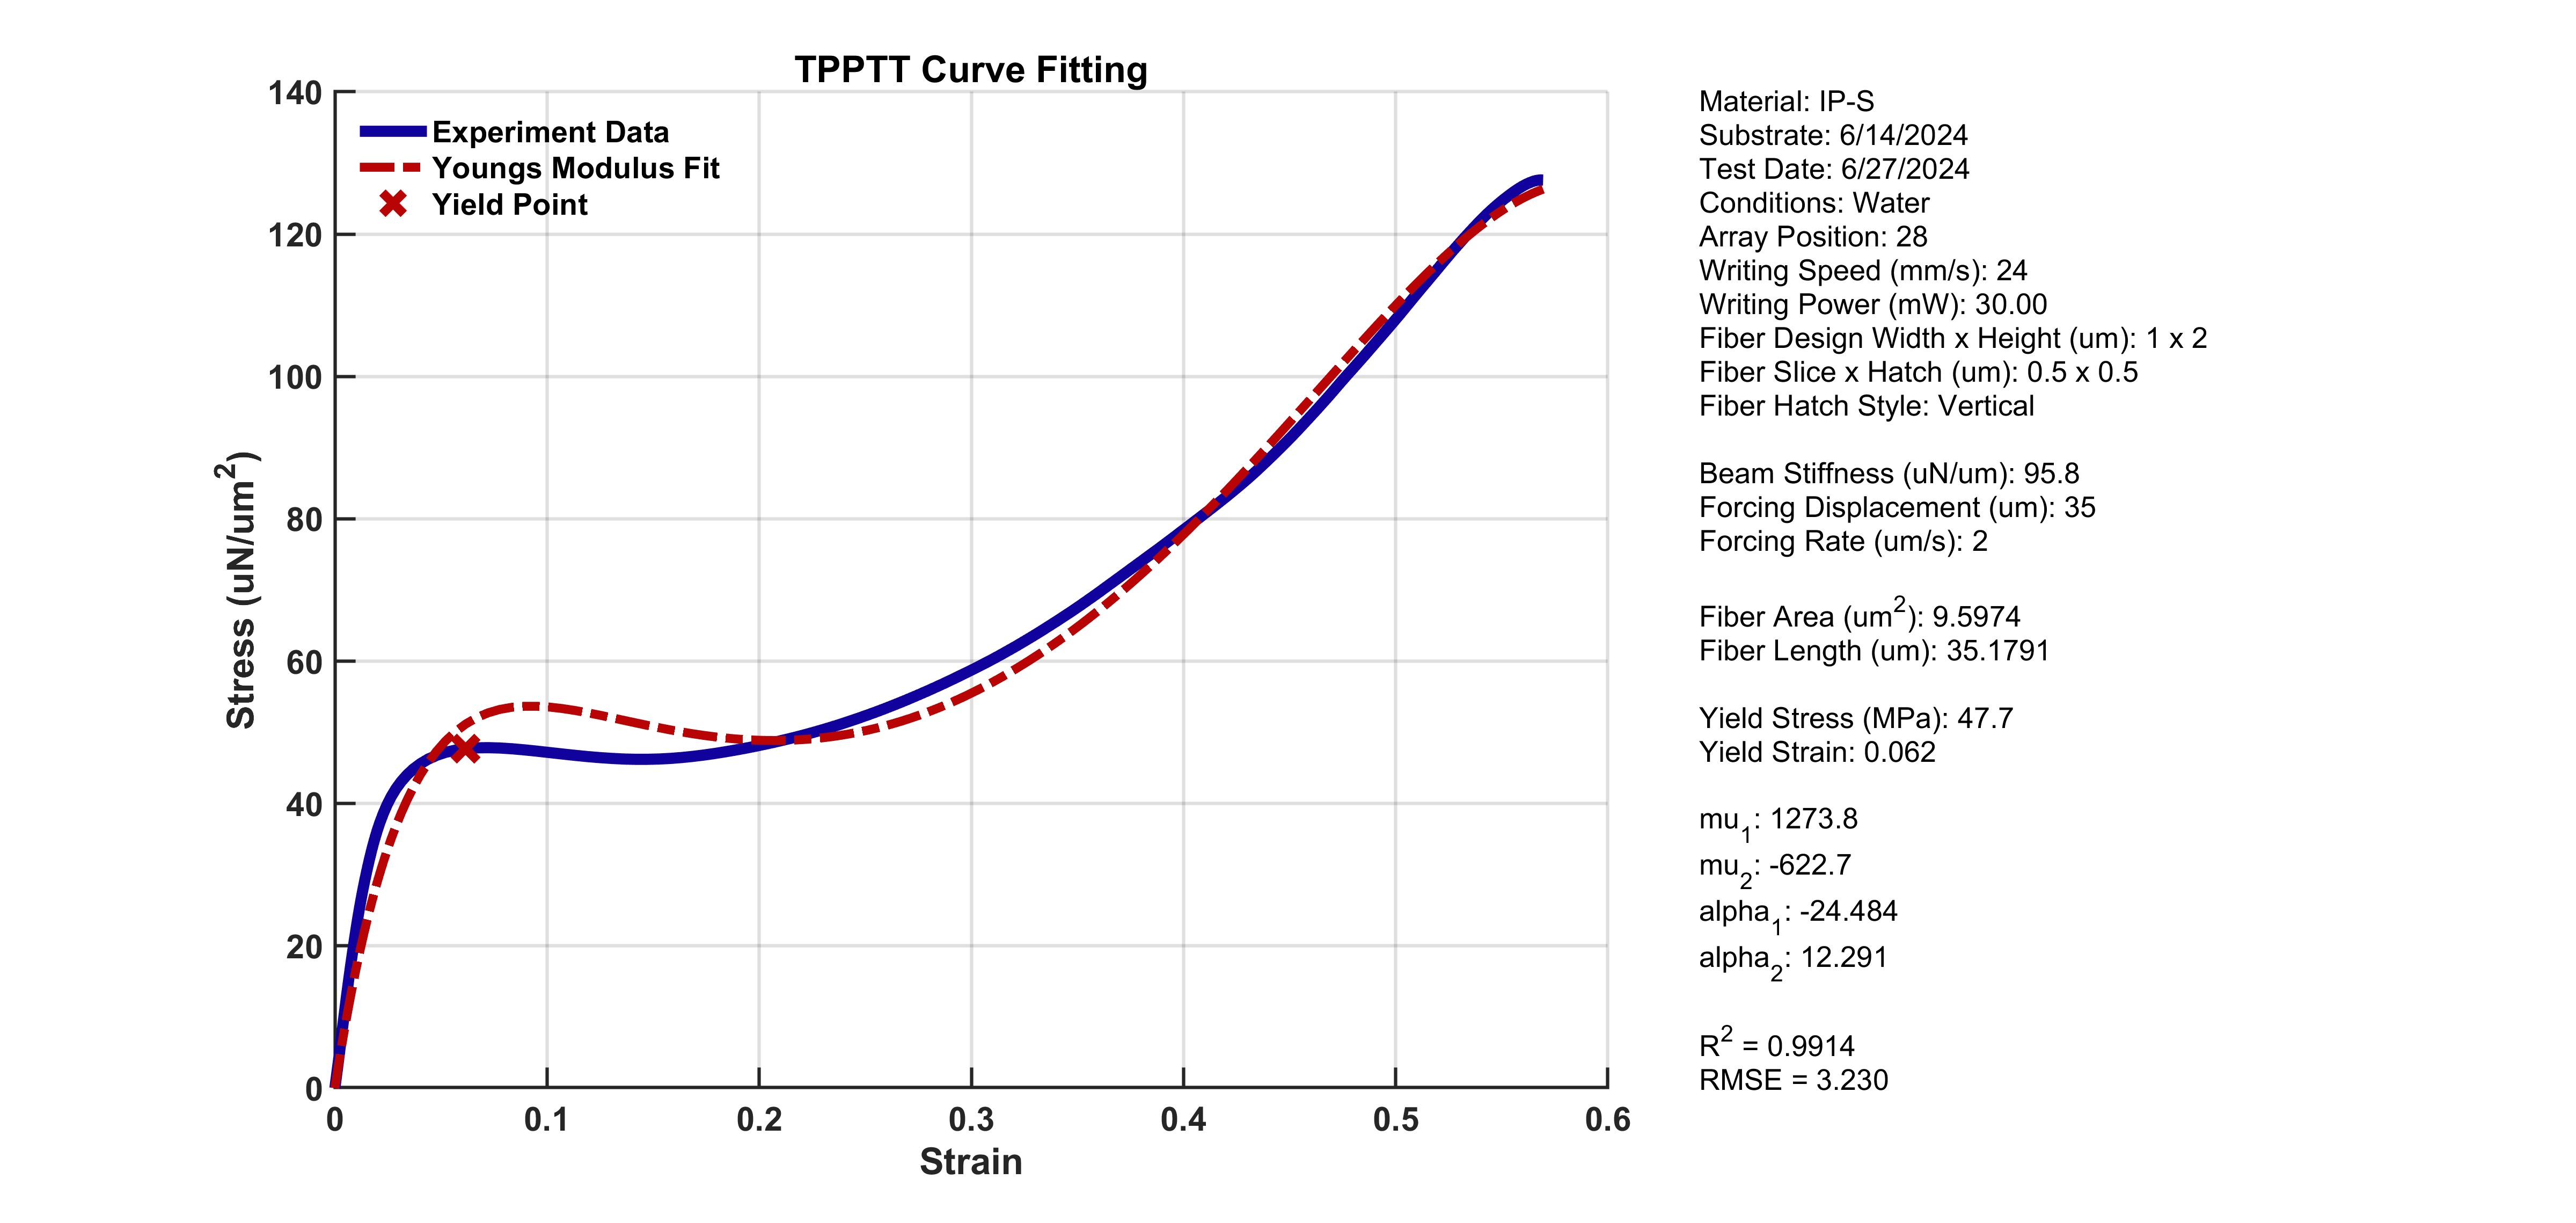 TPPTT Curve Fitting
140
120
100
80
60
40
20
0
Stress (uN/um²)
Experiment Data
Youngs Modulus Fit
Yield Point
0 0.1 0.2 0.3 0.4 0.5 0.6
Strain
Material: IP-S
Substrate: 6/14/2024
Test Date: 6/27/2024
Conditions: Water
Array Position: 28
Writing Speed (mm/s): 24
Writing Power (mW): 30.00
Fiber Design Width x Height (um): 1 x 2
Fiber Slice x Hatch (um): 0.5 x 0.5
Fiber Hatch Style: Vertical
Beam Stiffness (uN/um): 95.8
Forcing Displacement (um): 35
Forcing Rate (um/s): 2
Fiber Area (um²): 9.5974
Fiber Length (um): 35.1791
Yield Stress (MPa): 47.7
Yield Strain: 0.062
mu₁: 1273.8
mu₂: -622.7
alpha₁: -24.484
alpha₂: 12.291
R² = 0.9914
RMSE = 3.230